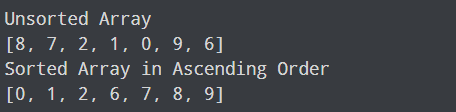 Unsorted Array
[8, 7, 2, 1, 0, 9, 6]
Sorted Array in Ascending Order
[0, 1, 2, 6, 7, 8, 9]